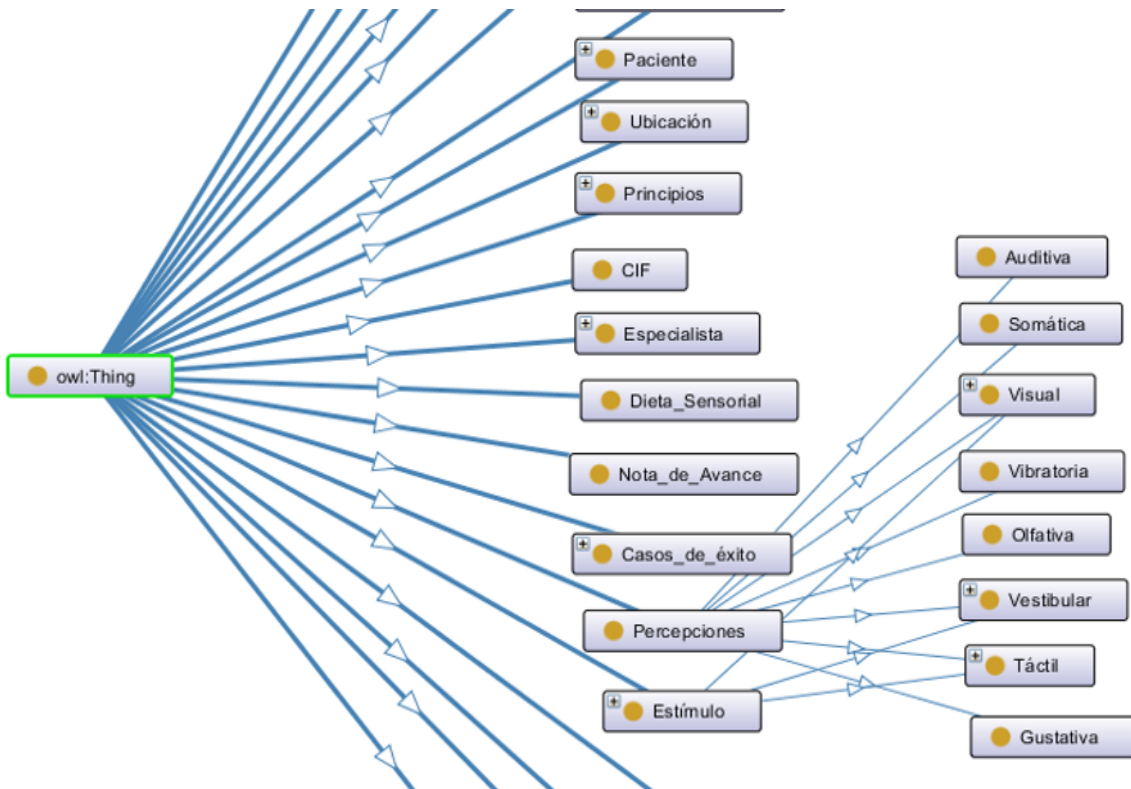 Paciente
Ubicación
Principios
CIF
Especialista
owl:Thing
Dieta_Sensorial
Nota_de_Avance
Casos_de_éxito
Percepciones
Estímulo
Auditiva
Somática
Visual
Vibratoria
Olfativa
Vestibular
Táctil
Gustativa